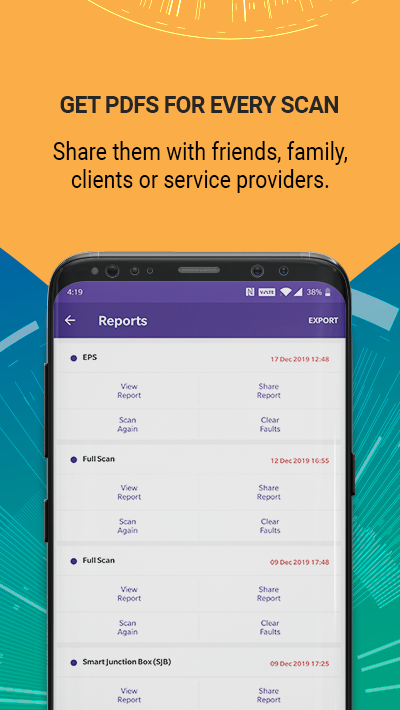 GET PDFS FOR EVERY SCAN
Share them with friends, family,
clients or service providers.
4:19 VoLTE 38%
Reports EXPORT
EPS 17 Dec 2019 12:48
View Share
Report Report
Scan Clear
Again Faults
Full Scan 12 Dec 2019 16:55
View Share
Report Report
Scan Clear
Again Faults
Full Scan 09 Dec 2019 17:48
View Share
Report Report
Scan Clear
Again Faults
Smart Junction Box (SJB) 09 Dec 2019 17:25
View Share
Report Report